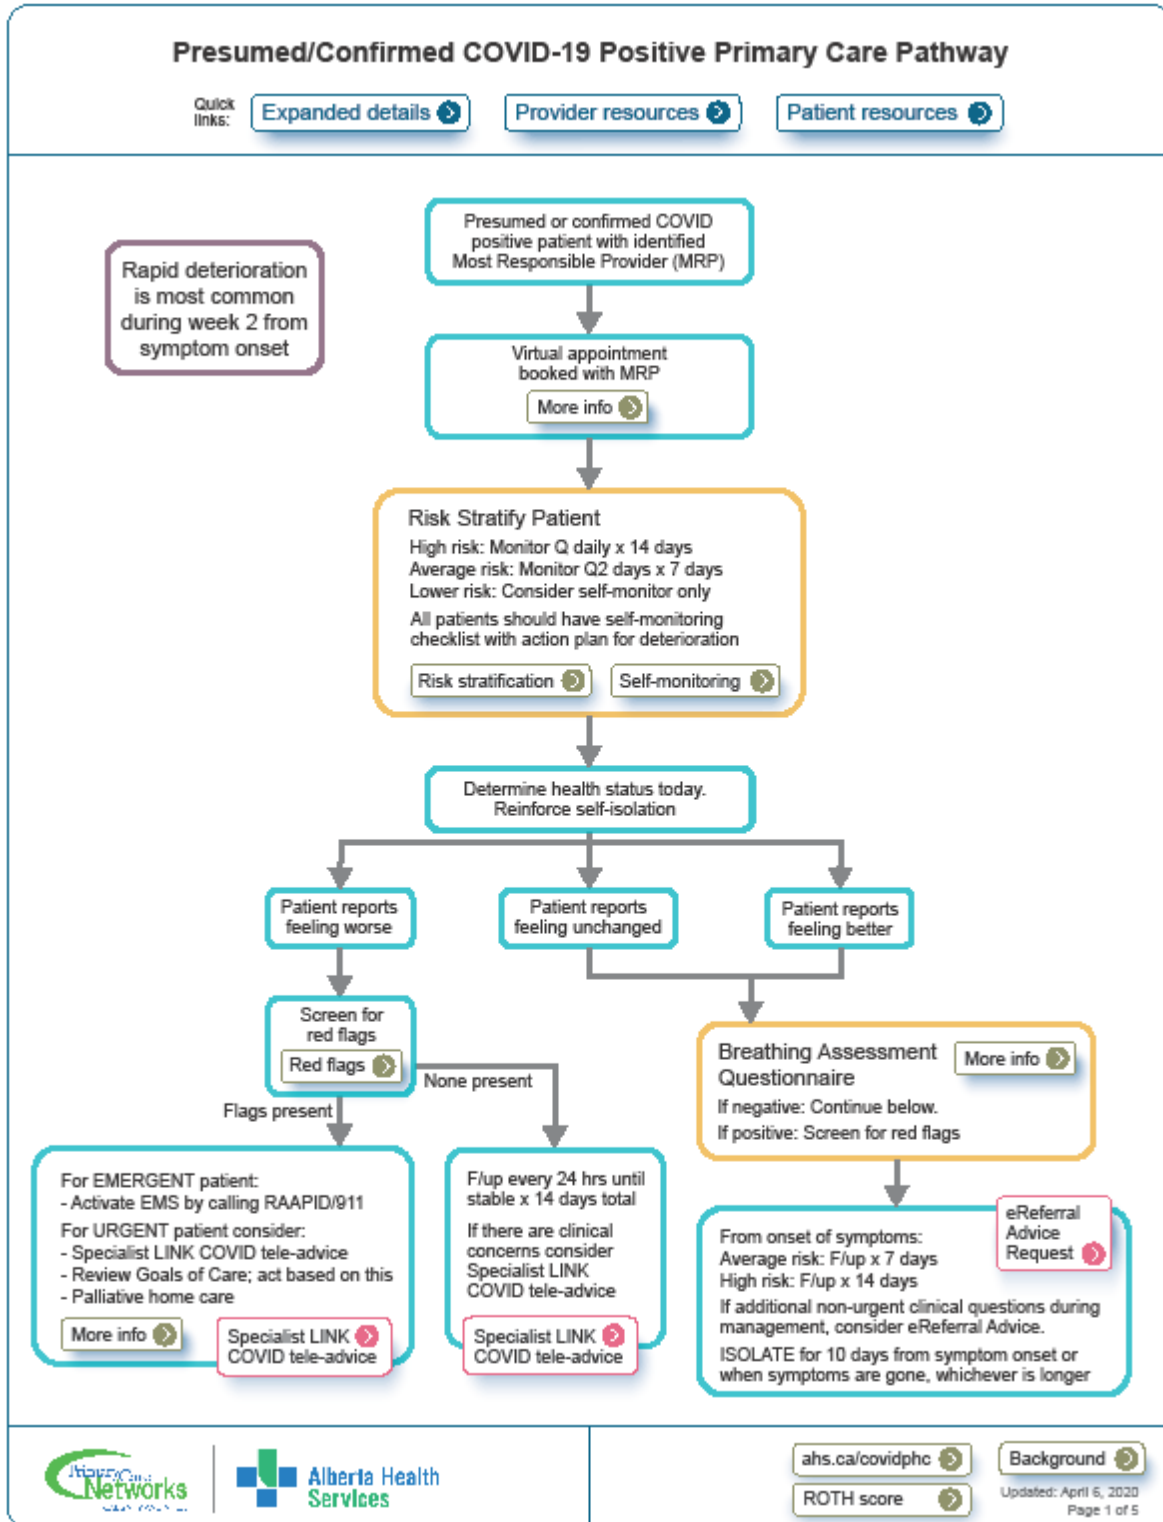 Presumed/Confirmed COVID-19 Positive Primary Care Pathway
Quick
links:
Expanded details
Provider resources
Patient resources
Rapid deterioration
is most common
during week 2 from
symptom onset
Presumed or confirmed COVID
positive patient with identified
Most Responsible Provider (MRP)
Virtual appointment
booked with MRP
More info
Risk Stratify Patient
High risk: Monitor Q daily x 14 days
Average risk: Monitor Q2 days x 7 days
Lower risk: Consider self-monitor only
All patients should have self-monitoring
checklist with action plan for deterioration
Risk stratification
Self-monitoring
Determine health status today.
Reinforce self-isolation
Patient reports
feeling worse
Patient reports
feeling unchanged
Patient reports
feeling better
Screen for
red flags
Red flags
None present
Flags present
Breathing Assessment
Questionnaire
More info
If negative: Continue below.
If positive: Screen for red flags
For EMERGENT patient:
- Activate EMS by calling RAAPID/911
For URGENT patient consider:
- Specialist LINK COVID tele-advice
- Review Goals of Care; act based on this
- Palliative home care
More info
Specialist LINK
COVID tele-advice
F/up every 24 hrs until
stable x 14 days total
If there are clinical
concerns consider
Specialist LINK
COVID tele-advice
Specialist LINK
COVID tele-advice
eReferral
Advice
Request
From onset of symptoms:
Average risk: F/up x 7 days
High risk: F/up x 14 days
If additional non-urgent clinical questions during
management, consider eReferral Advice.
ISOLATE for 10 days from symptom onset or
when symptoms are gone, whichever is longer
Primary Care
Networks
Alberta Health
Services
ahs.ca/covidphc
Background
ROTH score
Updated: April 6, 2020
Page 1 of 5